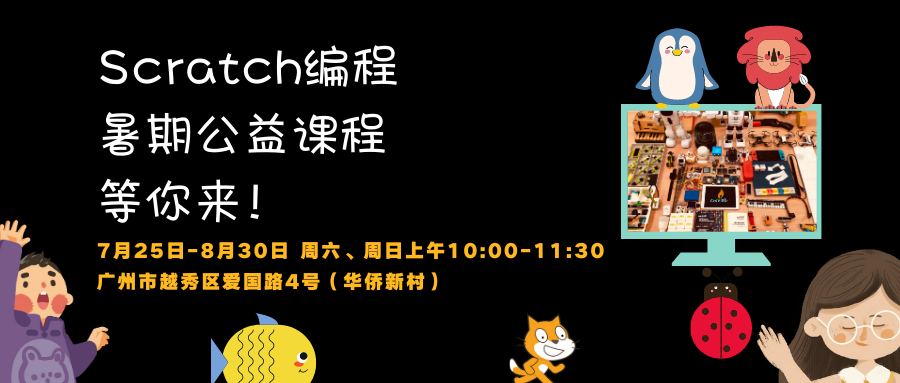 Scratch编程
暑期公益课程
等你来!
7月25日-8月30日 周六、周日上午10:00-11:30
广州市越秀区爱国路4号（华侨新村）